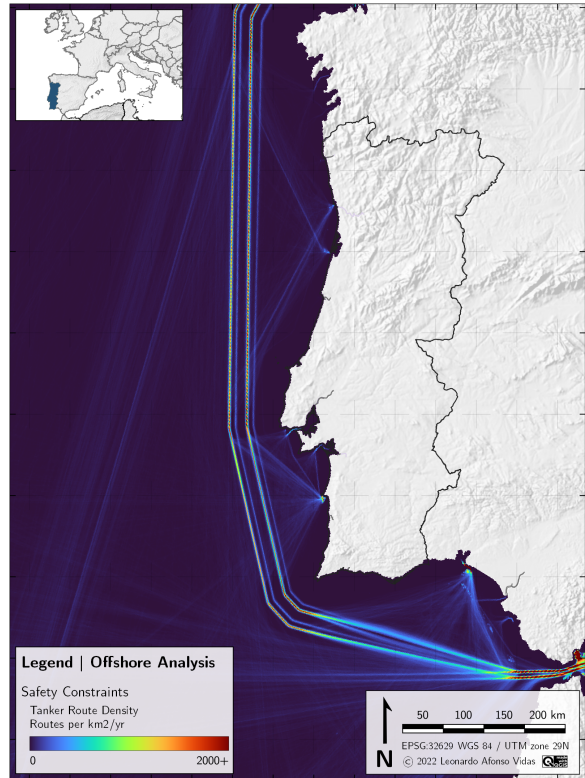 Legend | Offshore Analysis
Safety Constraints
Tanker Route Density
Routes per km2/yr
0 2000+
50 100 150 200 km
N
EPSG:32629 WGS 84 / UTM zone 29N
© 2022 Leonardo Afonso Vidas